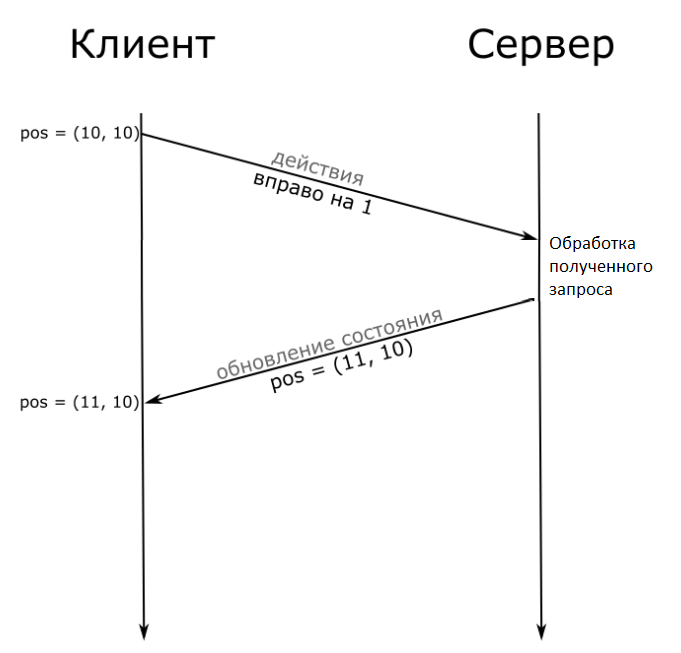 Клиент
Сервер
pos = (10, 10)
действия
вправо на 1
Обработка
полученного
запроса
обновление состояния
pos = (11, 10)
pos = (11, 10)